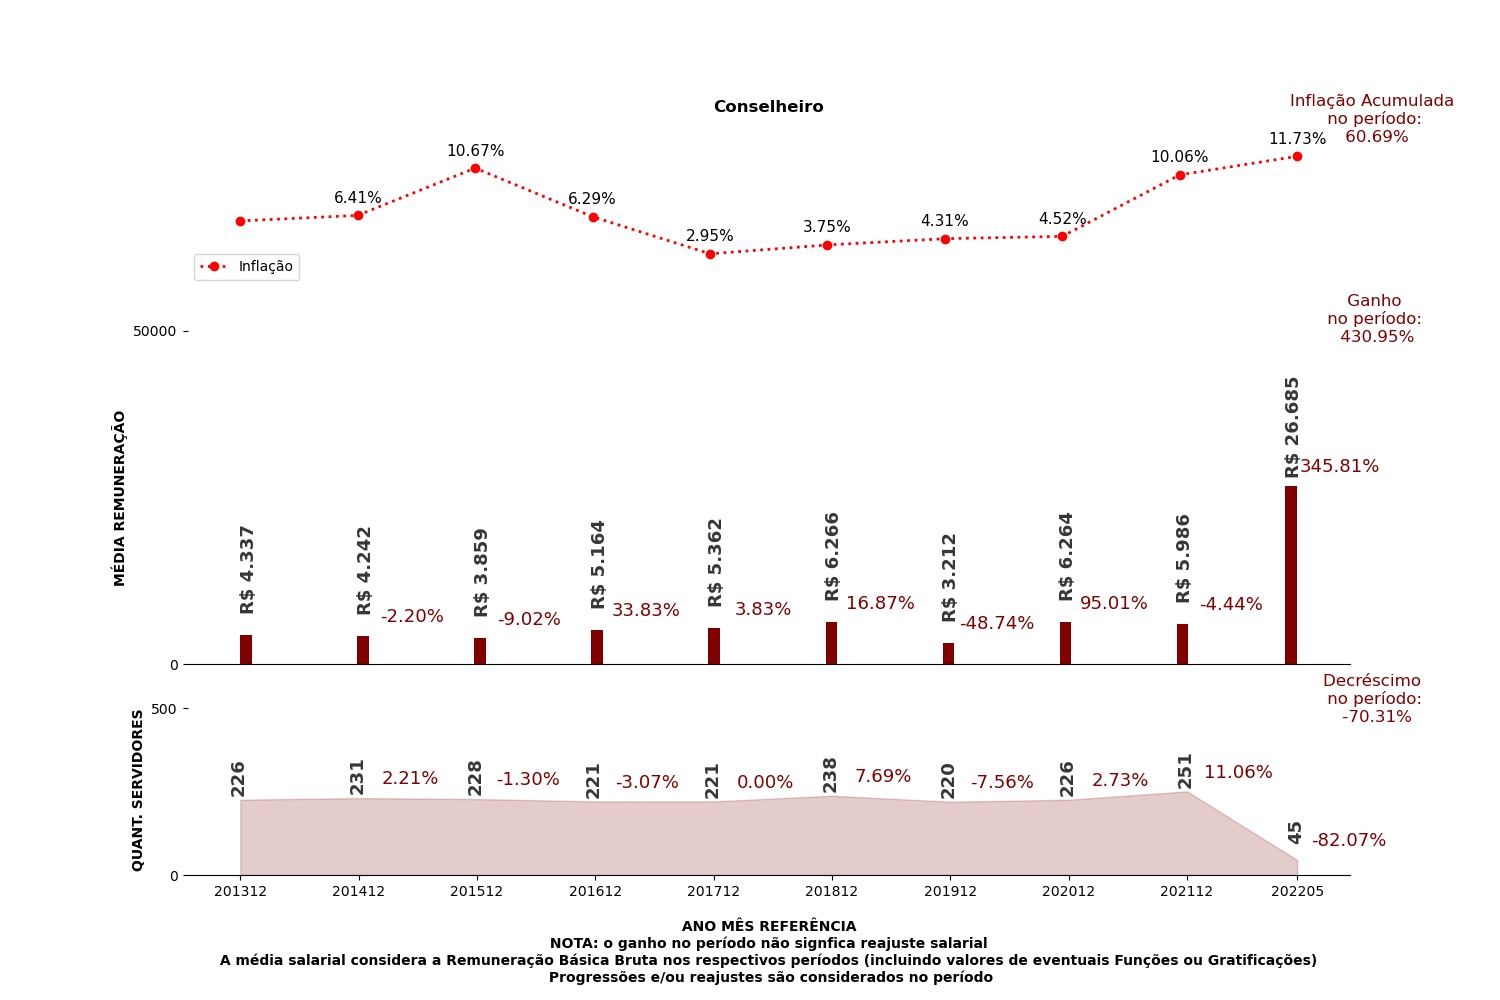 Conselheiro
Inflação Acumulada
no período:
60.69%
6.41%
10.67%
6.29%
2.95%
3.75%
4.31%
4.52%
10.06%
11.73%
Inflação
Ganho
no período:
430.95%
50000
0
MÉDIA REMUNERAÇÃO
R$ 4.337
R$ 4.242
-2.20%
R$ 3.859
-9.02%
R$ 5.164
33.83%
R$ 5.362
3.83%
R$ 6.266
16.87%
R$ 3.212
-48.74%
R$ 6.264
95.01%
R$ 5.986
-4.44%
R$ 26.685
345.81%
Decréscimo
no período:
-70.31%
500
0
QUANT. SERVIDORES
226
231
2.21%
228
-1.30%
221
-3.07%
221
0.00%
238
7.69%
220
-7.56%
226
2.73%
251
11.06%
45
-82.07%
201312
201412
201512
201612
201712
201812
201912
202012
202112
202205
ANO MÊS REFERÊNCIA
NOTA: o ganho no período não signfica reajuste salarial
A média salarial considera a Remuneração Básica Bruta nos respectivos períodos (incluindo valores de eventuais Funções ou Gratificações)
Progressões e/ou reajustes são considerados no período